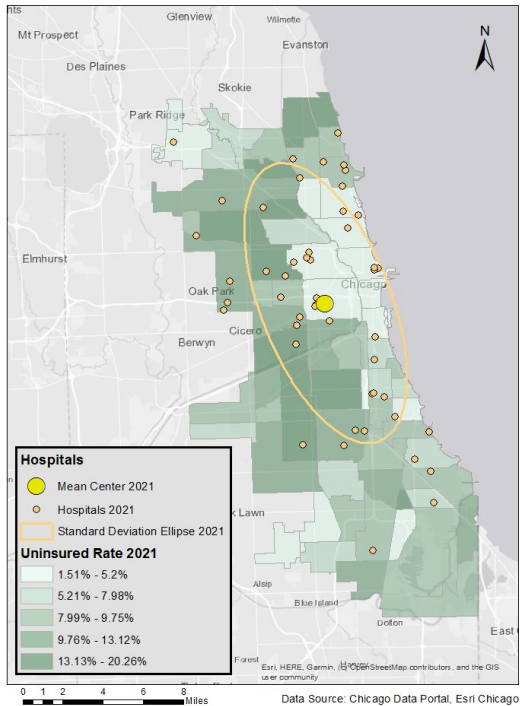 hts
Glenview
Wilmette
Mt Prospect
Evanston
N
Des Plaines
Skokie
Park Ridge
Elmhurst
Chicago
Oak Park
Cicero
Berwyn
Hospitals
Mean Center 2021
Hospitals 2021
Standard Deviation Ellipse 2021
k Lawn
Uninsured Rate 2021
1.51% - 5.2%
5.21% - 7.98%
7.99% - 9.75%
9.76% - 13.12%
13.13% - 20.26%
Alsip
Blue Island
Dolton
East C
Forest
Harvey
Esri, HERE, Garmin, (c) OpenStreetMap contributors, and the GIS
user community
0 1 2 4 6 8
Miles
Data Source: Chicago Data Portal, Esri Chicago